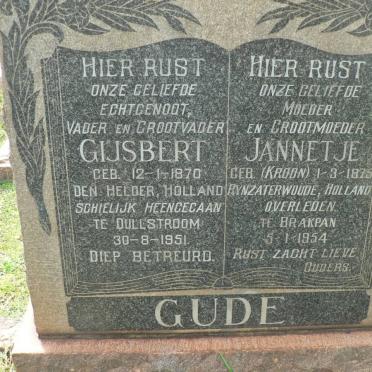 HIER RUST
ONZE GELIEFDE
ECHTGENOOT,
VADER EN GROOTVADER
GIJSBERT
GEB. 12-1-1870
DEN HELDER, HOLLAND
SCHIELIJK HEENGEGAAN
TE DULLSTROOM
30-8-1951.
DIEP BETREURD.
HIER RUST
ONZE GELIEFDE
MOEDER
EN GROOTMOEDER
JANNETJE
GEB. (KROON) 1-3-1875
RYNZATERWOUDE, HOLLAND
OVERLEDEN.
TE BRAKPAN
5-1-1954
RUST ZACHT LIEVE
OUDERS.
GUDE